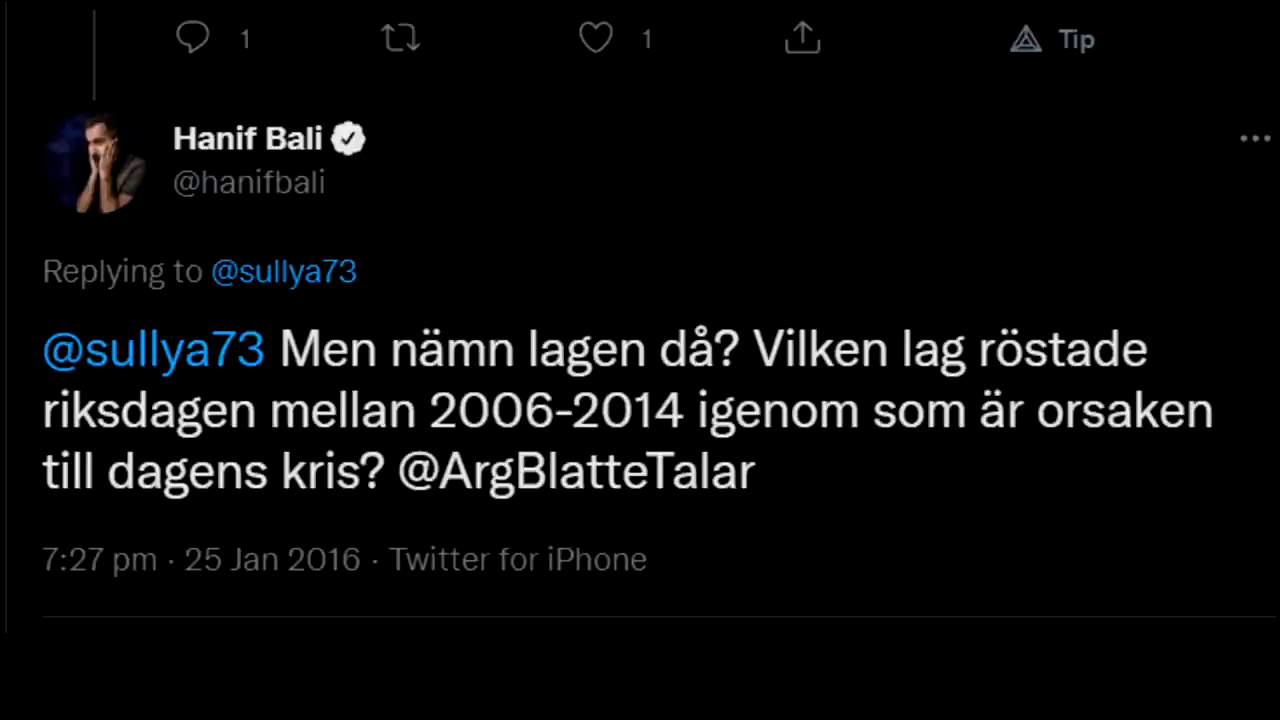 1 1 Tip
Hanif Bali
@hanifbali
Replying to @sullya73
@sullya73 Men nämn lagen då? Vilken lag röstade
riksdagen mellan 2006-2014 igenom som är orsaken
till dagens kris? @ArgBlatteTalar
7:27 pm · 25 Jan 2016 · Twitter for iPhone